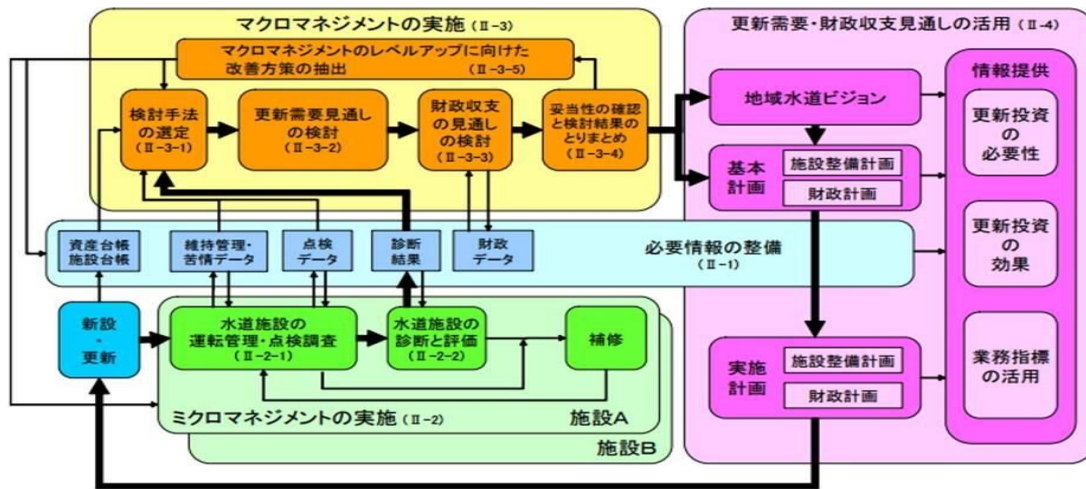 マクロマネジメントの実施(Ⅱ-3)
マクロマネジメントのレベルアップに向けた
改善方策の抽出 (Ⅱ-3-5)
検討手法
の選定
(Ⅱ-3-1)
更新需要見通し
の検討
(Ⅱ-3-2)
財政収支
の見通し
の検討
(Ⅱ-3-3)
妥当性の確認
と検討結果の
とりまとめ
(Ⅱ-3-4)
更新需要・財政収支見通しの活用(Ⅱ-4)
地域水道ビジョン
基本
計画
施設整備計画
財政計画
実施
計画
施設整備計画
財政計画
情報提供
更新投資
の
必要性
更新投資
の
効果
業務指標
の活用
資産台帳
施設台帳
維持管理・
苦情データ
点検
データ
診断
結果
財政
データ
必要情報の整備
(Ⅱ-1)
新設
・
更新
水道施設の
運転管理・点検調査
(Ⅱ-2-1)
水道施設の
診断と評価
(Ⅱ-2-2)
補修
ミクロマネジメントの実施(Ⅱ-2)
施設A
施設B